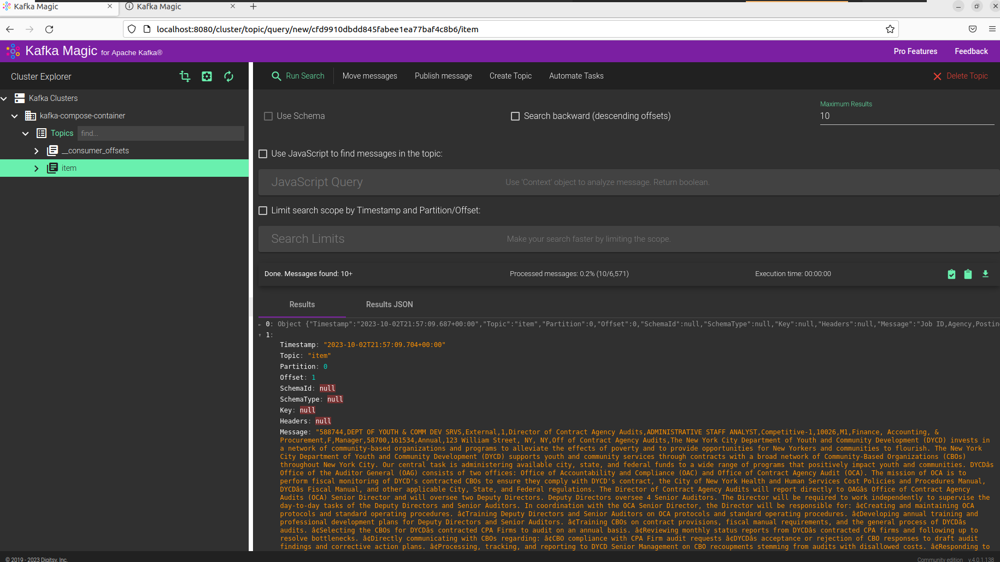 Kafka Magic
Kafka Magic
localhost:8080/cluster/topic/query/new/cfd9910dbdd845fabee1ea77baf4c8b6/item
Kafka Magic for Apache Kafka®
Pro Features
Feedback
Cluster Explorer
Run Search
Move messages
Publish message
Create Topic
Automate Tasks
Delete Topic
Kafka Clusters
kafka-compose-container
Topics
find...
__consumer_offsets
item
Use Schema
Search backward (descending offsets)
Maximum Results
10
Use JavaScript to find messages in the topic:
JavaScript Query
Use 'Context' object to analyze message. Return boolean.
Limit search scope by Timestamp and Partition/Offset:
Search Limits
Make your search faster by limiting the scope.
Done. Messages found: 10+
Processed messages: 0.2% (10/6,571)
Execution time: 00:00:00
Results
Results JSON
0: Object {"Timestamp":"2023-10-02T21:57:09.687+00:00","Topic":"item","Partition":0,"Offset":0,"SchemaId":null,"SchemaType":null,"Key":null,"Headers":null,"Message":"Job ID,Agency,Postin
1:
Timestamp: "2023-10-02T21:57:09.704+00:00"
Topic: "item"
Partition: 0
Offset: 1
SchemaId: null
SchemaType: null
Key: null
Headers: null
Message: "588744,DEPT OF YOUTH & COMM DEV SRVS,External,1,Director of Contract Agency Audits,ADMINISTRATIVE STAFF ANALYST,Competitive-1,10026,M1,Finance, Accounting, &
Procurement,F,Manager,58700,161534,Annual,123 William Street, NY, NY,Off of Contract Agency Audits,The New York City Department of Youth and Community Development (DYCD) invests in
a network of community-based organizations and programs to alleviate the effects of poverty and to provide opportunities for New Yorkers and communities to flourish. The New York
City Department of Youth and Community Development (DYCD) supports youth and community services through contracts with a broad network of Community-Based Organizations (CBOs)
throughout New York City. Our central task is administering available city, state, and federal funds to a wide range of programs that positively impact youth and communities. DYCDâs
Office of the Auditor General (OAG) consists of two offices: Office of Accountability and Compliance (OAC) and Office of Contract Agency Audit (OCA). The mission of OCA is to
perform fiscal monitoring of DYCD's contracted CBOs to ensure they comply with DYCD's contract, the City of New York Health and Human Services Cost Policies and Procedures Manual,
DYCDâs Fiscal Manual, and other applicable City, State, and Federal regulations. The Director of Contract Agency Audits will report directly to OAGâs Office of Contract Agency
Audits (OCA) Senior Director and will oversee two Deputy Directors. Deputy Directors oversee 4 Senior Auditors. The Director will be required to work independently to supervise the
day-to-day tasks of the Deputy Directors and Senior Auditors. In coordination with the OCA Senior Director, the Director will be responsible for: â¢Creating and maintaining OCA
protocols and standard operating procedures. â¢Training Deputy Directors and Senior Auditors on OCA protocols and standard operating procedures. â¢Developing annual training and
professional development plans for Deputy Directors and Senior Auditors. â¢Training CBOs on contract provisions, fiscal manual requirements, and the general process of DYCDâs
audits. â¢Selecting the CBOs for DYCDâs contracted CPA Firms to audit on an annual basis. â¢Reviewing monthly status reports from DYCDâs contracted CPA firms and following up to
resolve bottlenecks. â¢Directly communicating with CBOs regarding: â¢CBO compliance with CPA Firm audit requests â¢DYCDâs acceptance or rejection of CBO responses to draft audit
findings and corrective action plans. â¢Processing, tracking, and reporting to DYCD Senior Management on CBO recoupments stemming from audits with disallowed costs. â¢Responding to
© 2019 - 2023 Digitsy, Inc.
Community edition v.4.0.1.138